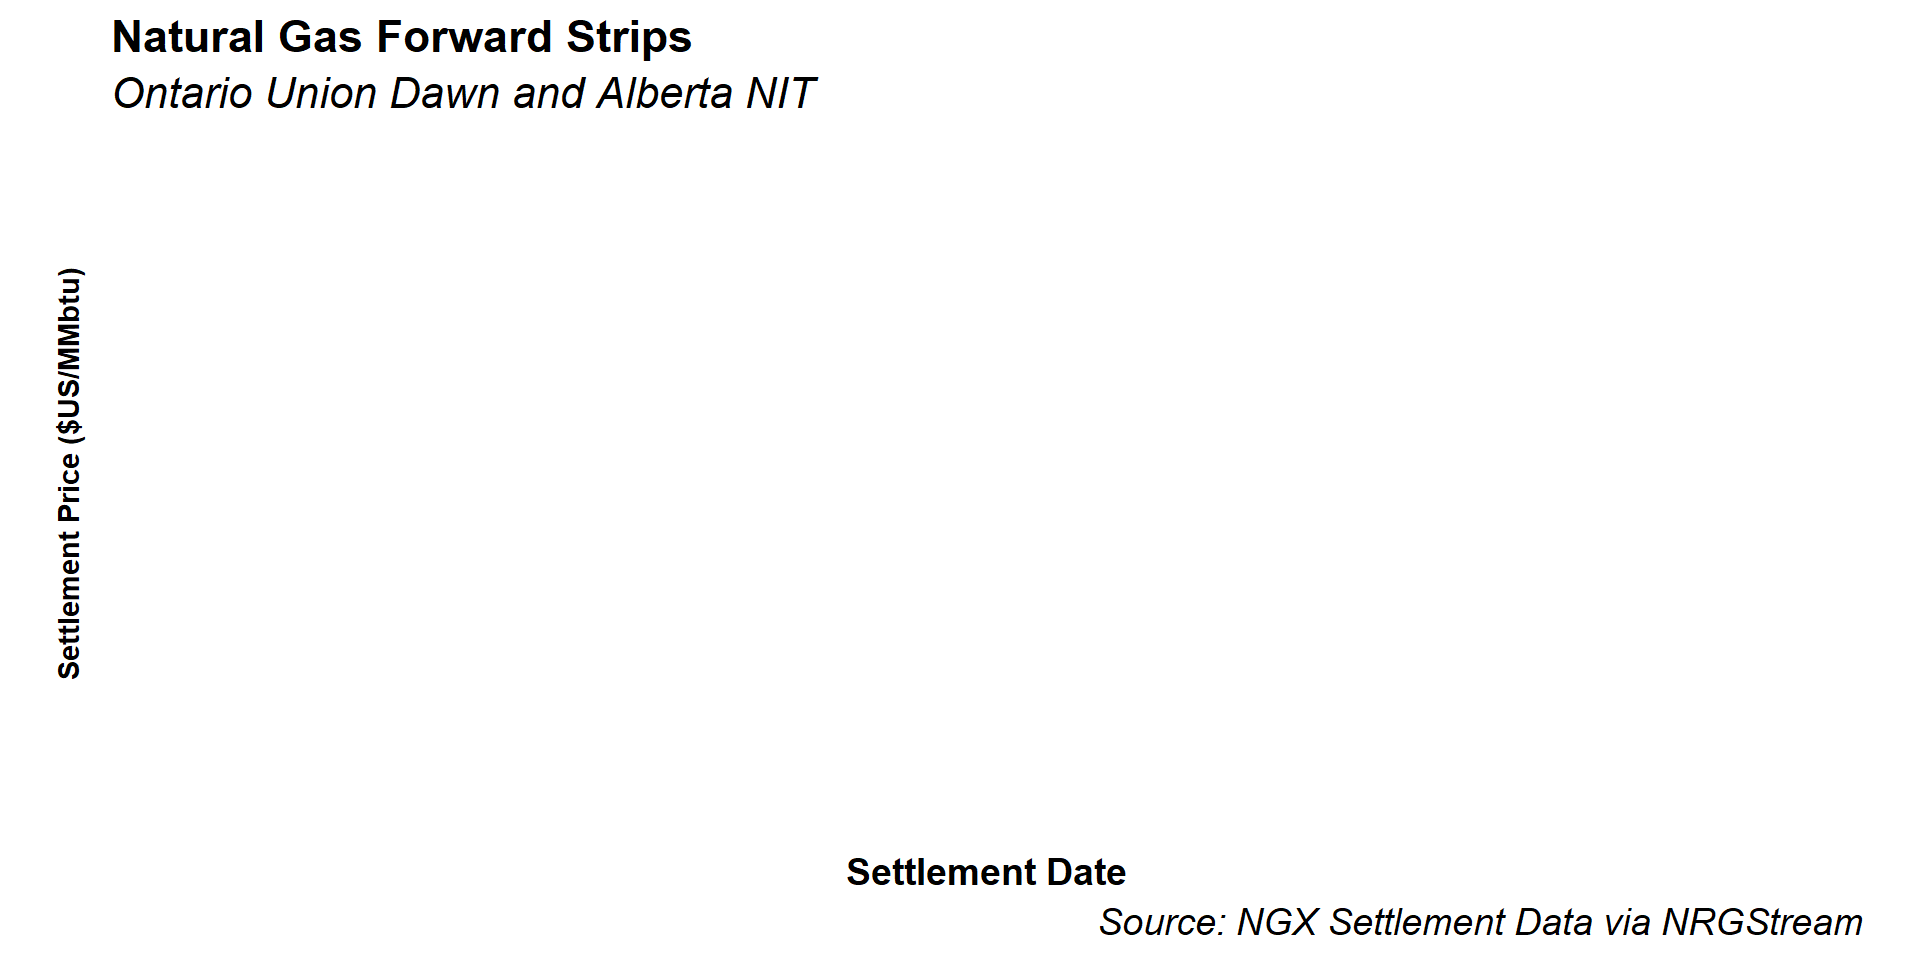 Natural Gas Forward Strips
Ontario Union Dawn and Alberta NIT
Settlement Price ($US/MMbtu)
Settlement Date
Source: NGX Settlement Data via NRGStream